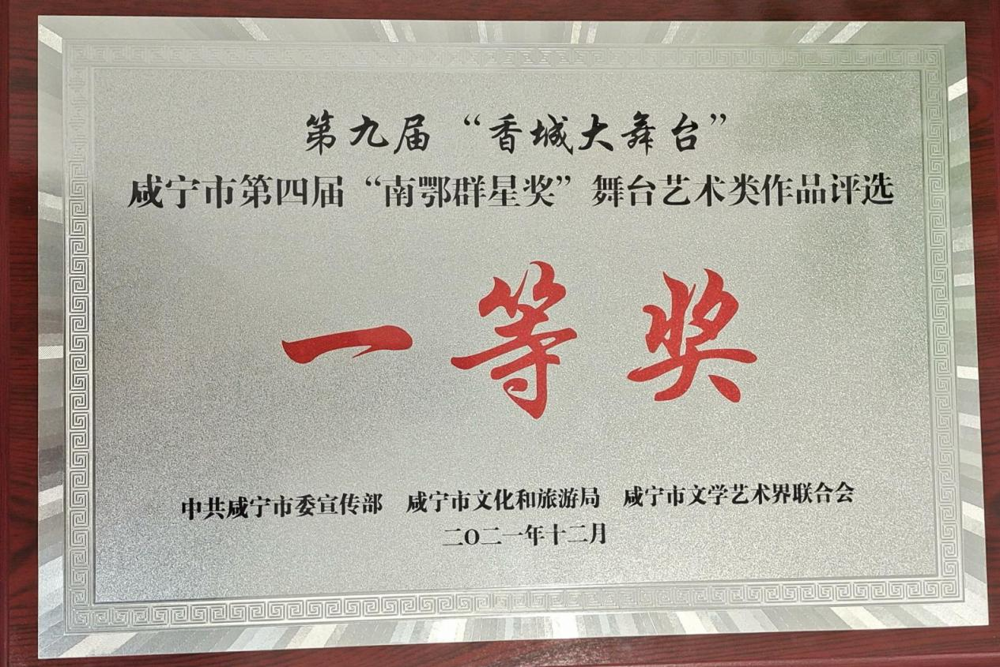 第九届“香城大舞台”
咸宁市第四届“南鄂群星奖”舞台艺术类作品评选
一等奖
中共咸宁市委宣传部 咸宁市文化和旅游局 咸宁市文学艺术界联合会
二〇二一年十二月